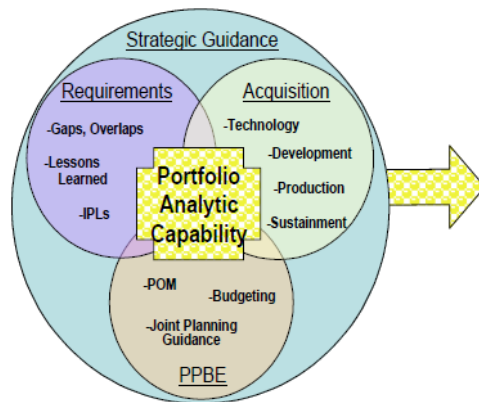 Strategic Guidance
Requirements
-Gaps, Overlaps
-Lessons
Learned
-IPLs
Acquisition
-Technology
-Development
-Production
-Sustainment
Portfolio
Analytic
Capability
-POM
-Budgeting
-Joint Planning
Guidance
PPBE